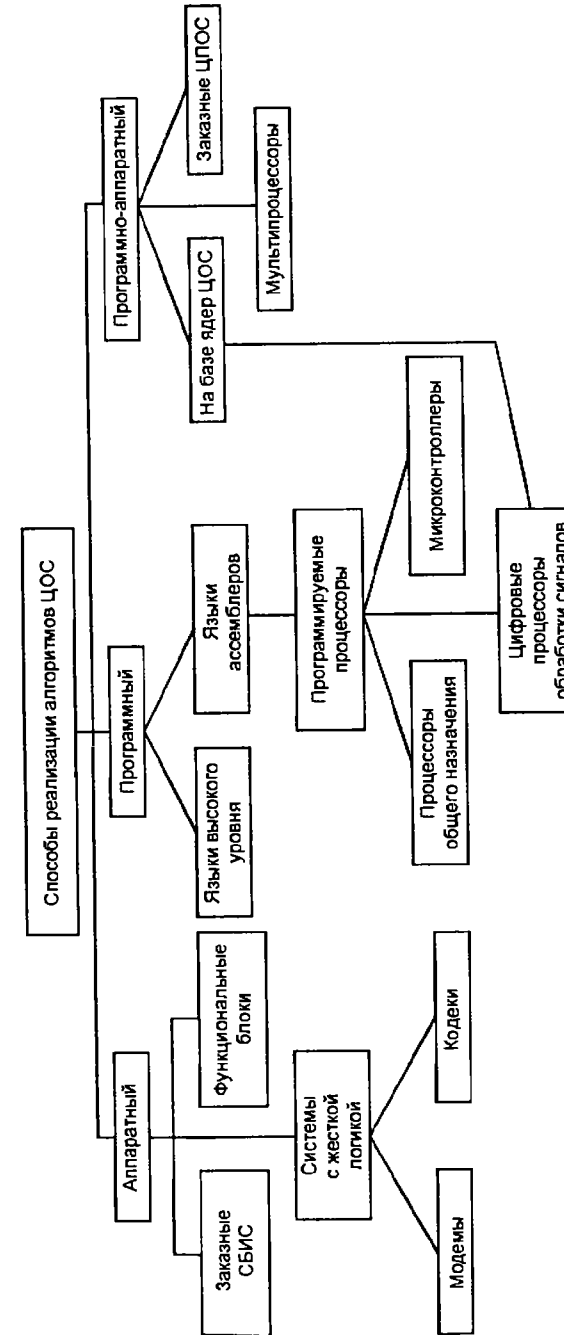 Способы реализации алгоритмов ЦОС
Аппаратный
Программный
Программно-аппаратный
Заказные
СБИС
Функциональные
блоки
Языки высокого
уровня
Языки
ассемблеров
На базе ядер ЦОС
Заказные ЦПОС
Мультипроцессоры
Системы
с жесткой
логикой
Программируемые
процессоры
Модемы
Кодеки
Процессоры
общего назначения
Микроконтроллеры
Цифровые
процессоры
обработки сигналов